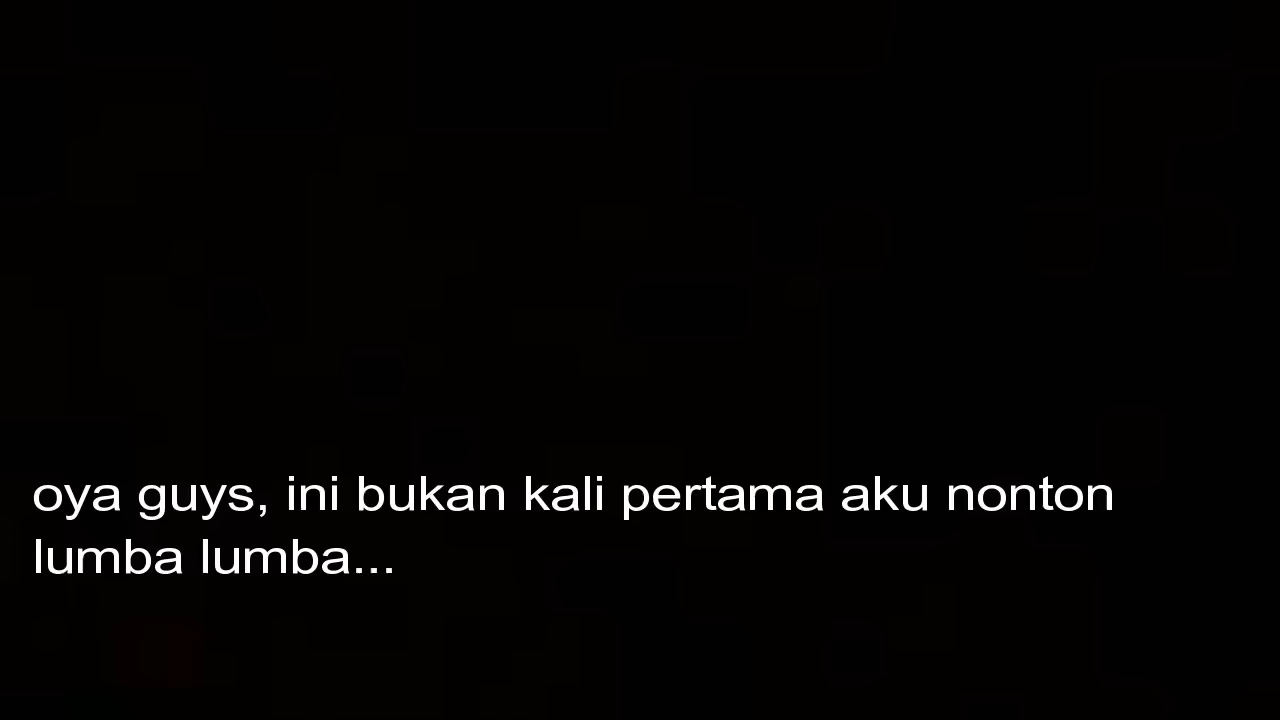 oya guys, ini bukan kali pertama aku nonton
lumba lumba...